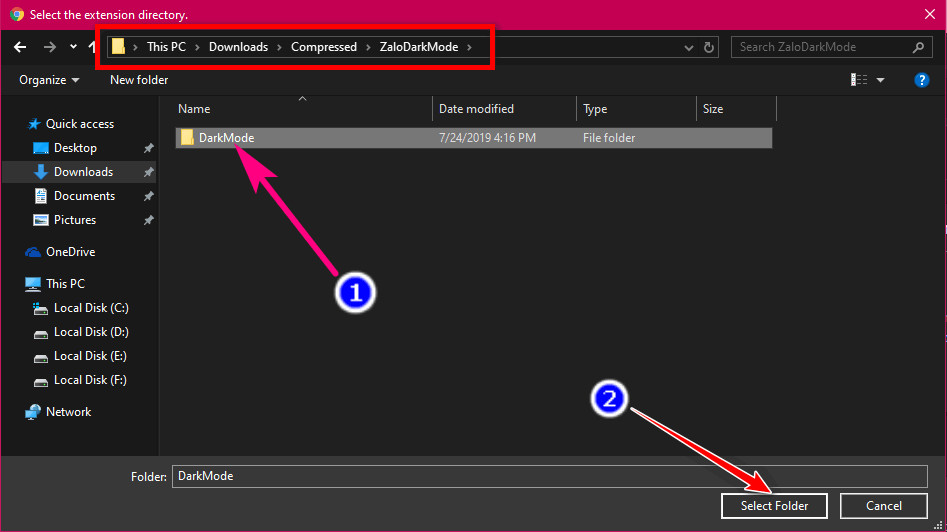 Select the extension directory.
This PC > Downloads > Compressed > ZaloDarkMode >
Search ZaloDarkMode
Organize
New folder
?
Name
Date modified
Type
Size
Quick access
DarkMode
7/24/2019 4:16 PM
File folder
Desktop
Downloads
Documents
Pictures
OneDrive
This PC
Local Disk (C:)
1
Local Disk (D:)
Local Disk (E:)
Local Disk (F:)
2
Network
Folder: DarkMode
Select Folder
Cancel